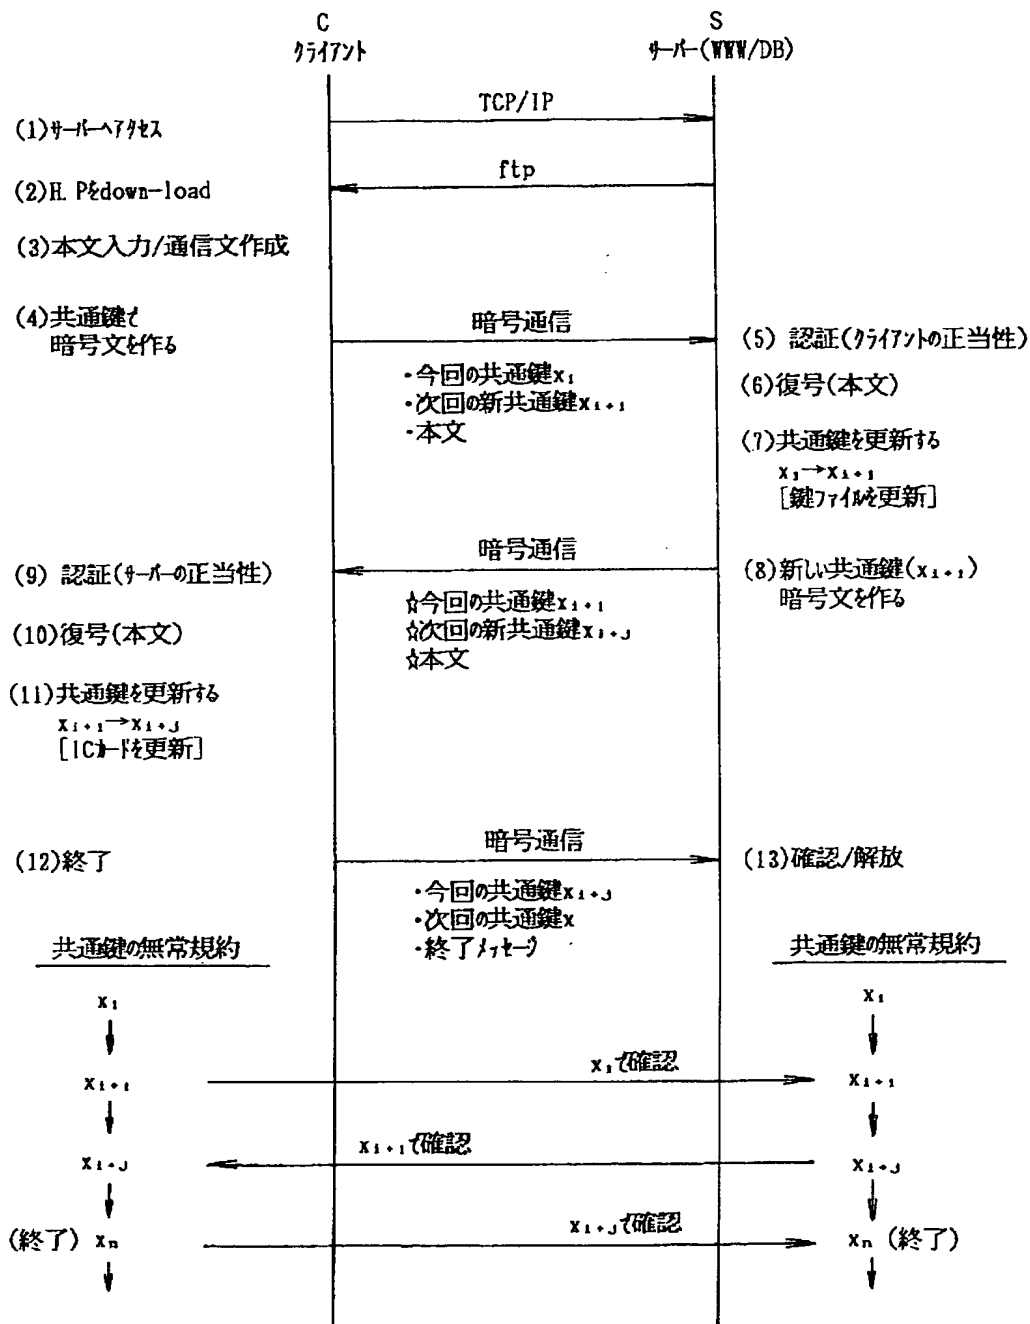 C
クライアント
S
サーバー(WWW/DB)
TCP/IP
(1)サーバーへアクセス
ftp
(2)H. Pをdown-load
(3)本文入力/通信文作成
(4)共通鍵で
暗号文を作る
暗号通信
・今回の共通鍵xi
・次回の新共通鍵xi+1
・本文
(5) 認証(クライアントの正当性)
(6)復号(本文)
(7)共通鍵を更新する
xi→xi+1
[鍵ファイルを更新]
暗号通信
(8)新しい共通鍵(xi+1)
暗号文を作る
(9) 認証(サーバーの正当性)
☆今回の共通鍵xi+1
☆次回の新共通鍵xi+j
☆本文
(10)復号(本文)
(11)共通鍵を更新する
xi+1→xi+j
[ICカードを更新]
暗号通信
(12)終了
(13)確認/解放
・今回の共通鍵xi+j
・次回の共通鍵x
・終了メッセージ
共通鍵の無常規約
共通鍵の無常規約
xi
xi
xiで確認
xi+1
xi+1
xi+1で確認
xi+j
xi+j
xi+jで確認
(終了) xn
xn (終了)